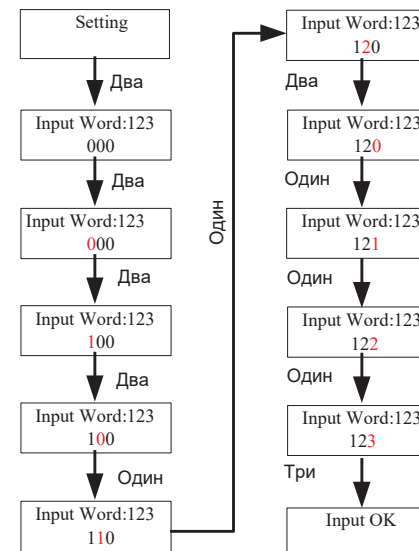 Setting
Два
Input Word:123
000
Два
Input Word:123
000
Два
Input Word:123
100
Два
Input Word:123
100
Один
Input Word:123
110
Один
Input Word:123
120
Два
Input Word:123
120
Один
Input Word:123
121
Один
Input Word:123
122
Один
Input Word:123
123
Три
Input OK